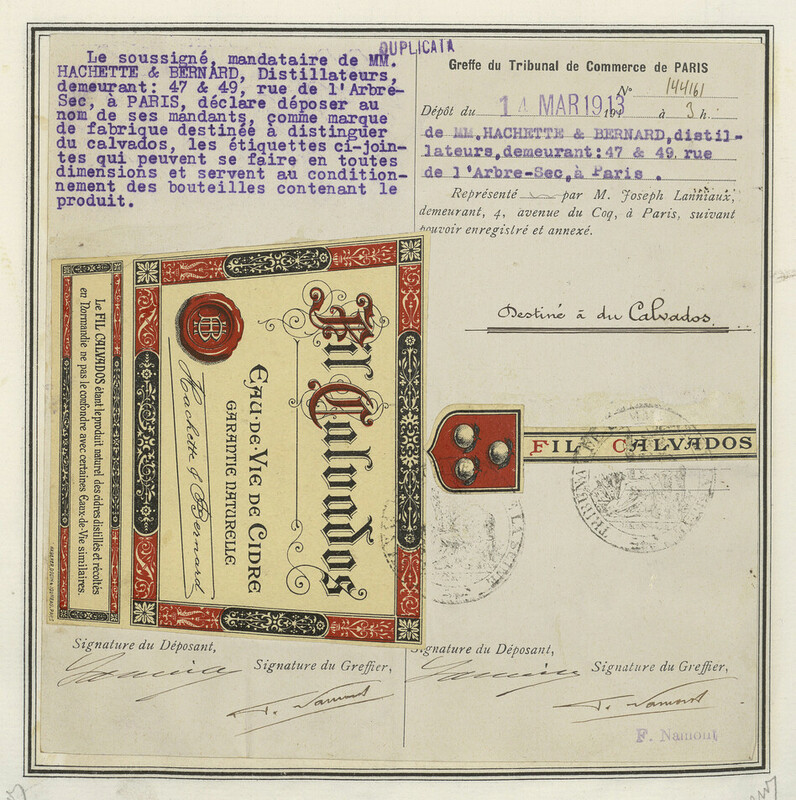 DUPLICATA
Le soussigné, mandataire de MM.
HACHETTE & BERNARD, Distillateurs,
demeurant: 47 & 49, rue de l'Arbre-
Sec, à PARIS, déclare déposer au
nom de ses mandants, comme marque
de fabrique destinée à distinguer
du calvados, les étiquettes ci-join-
tes qui peuvent se faire en toutes
dimensions et servent au condition-
nement des bouteilles contenant le
produit.
Greffe du Tribunal de Commerce de PARIS
N° 144161
Dépôt du 14 MAR 1913 191 à 3 h.
de MM.HACHETTE & BERNARD,distil-
lateurs,demeurant:47 & 49, rue
de l'Arbre-Sec,à Paris .
Représenté par M. Joseph Lanniaux,
demeurant, 4, avenue du Coq, à Paris, suivant
pouvoir enregistré et annexé.
Destiné à du Calvados.
Fil Calvados
EAU-DE-VIE DE CIDRE
GARANTIE NATURELLE
Hachette & Bernard
HB
Le FIL CALVADOS étant le produit naturel des cidres distillés et récoltés
en Normandie ne pas le confondre avec certaines Eaux-de-Vie similaires.
FIL CALVADOS
TRIBUNAL
LA SEINE
Signature du Déposant,
Signature du Greffier,
F. Namont
Signature du Déposant,
Signature du Greffier,
F. Namont
F. Namont